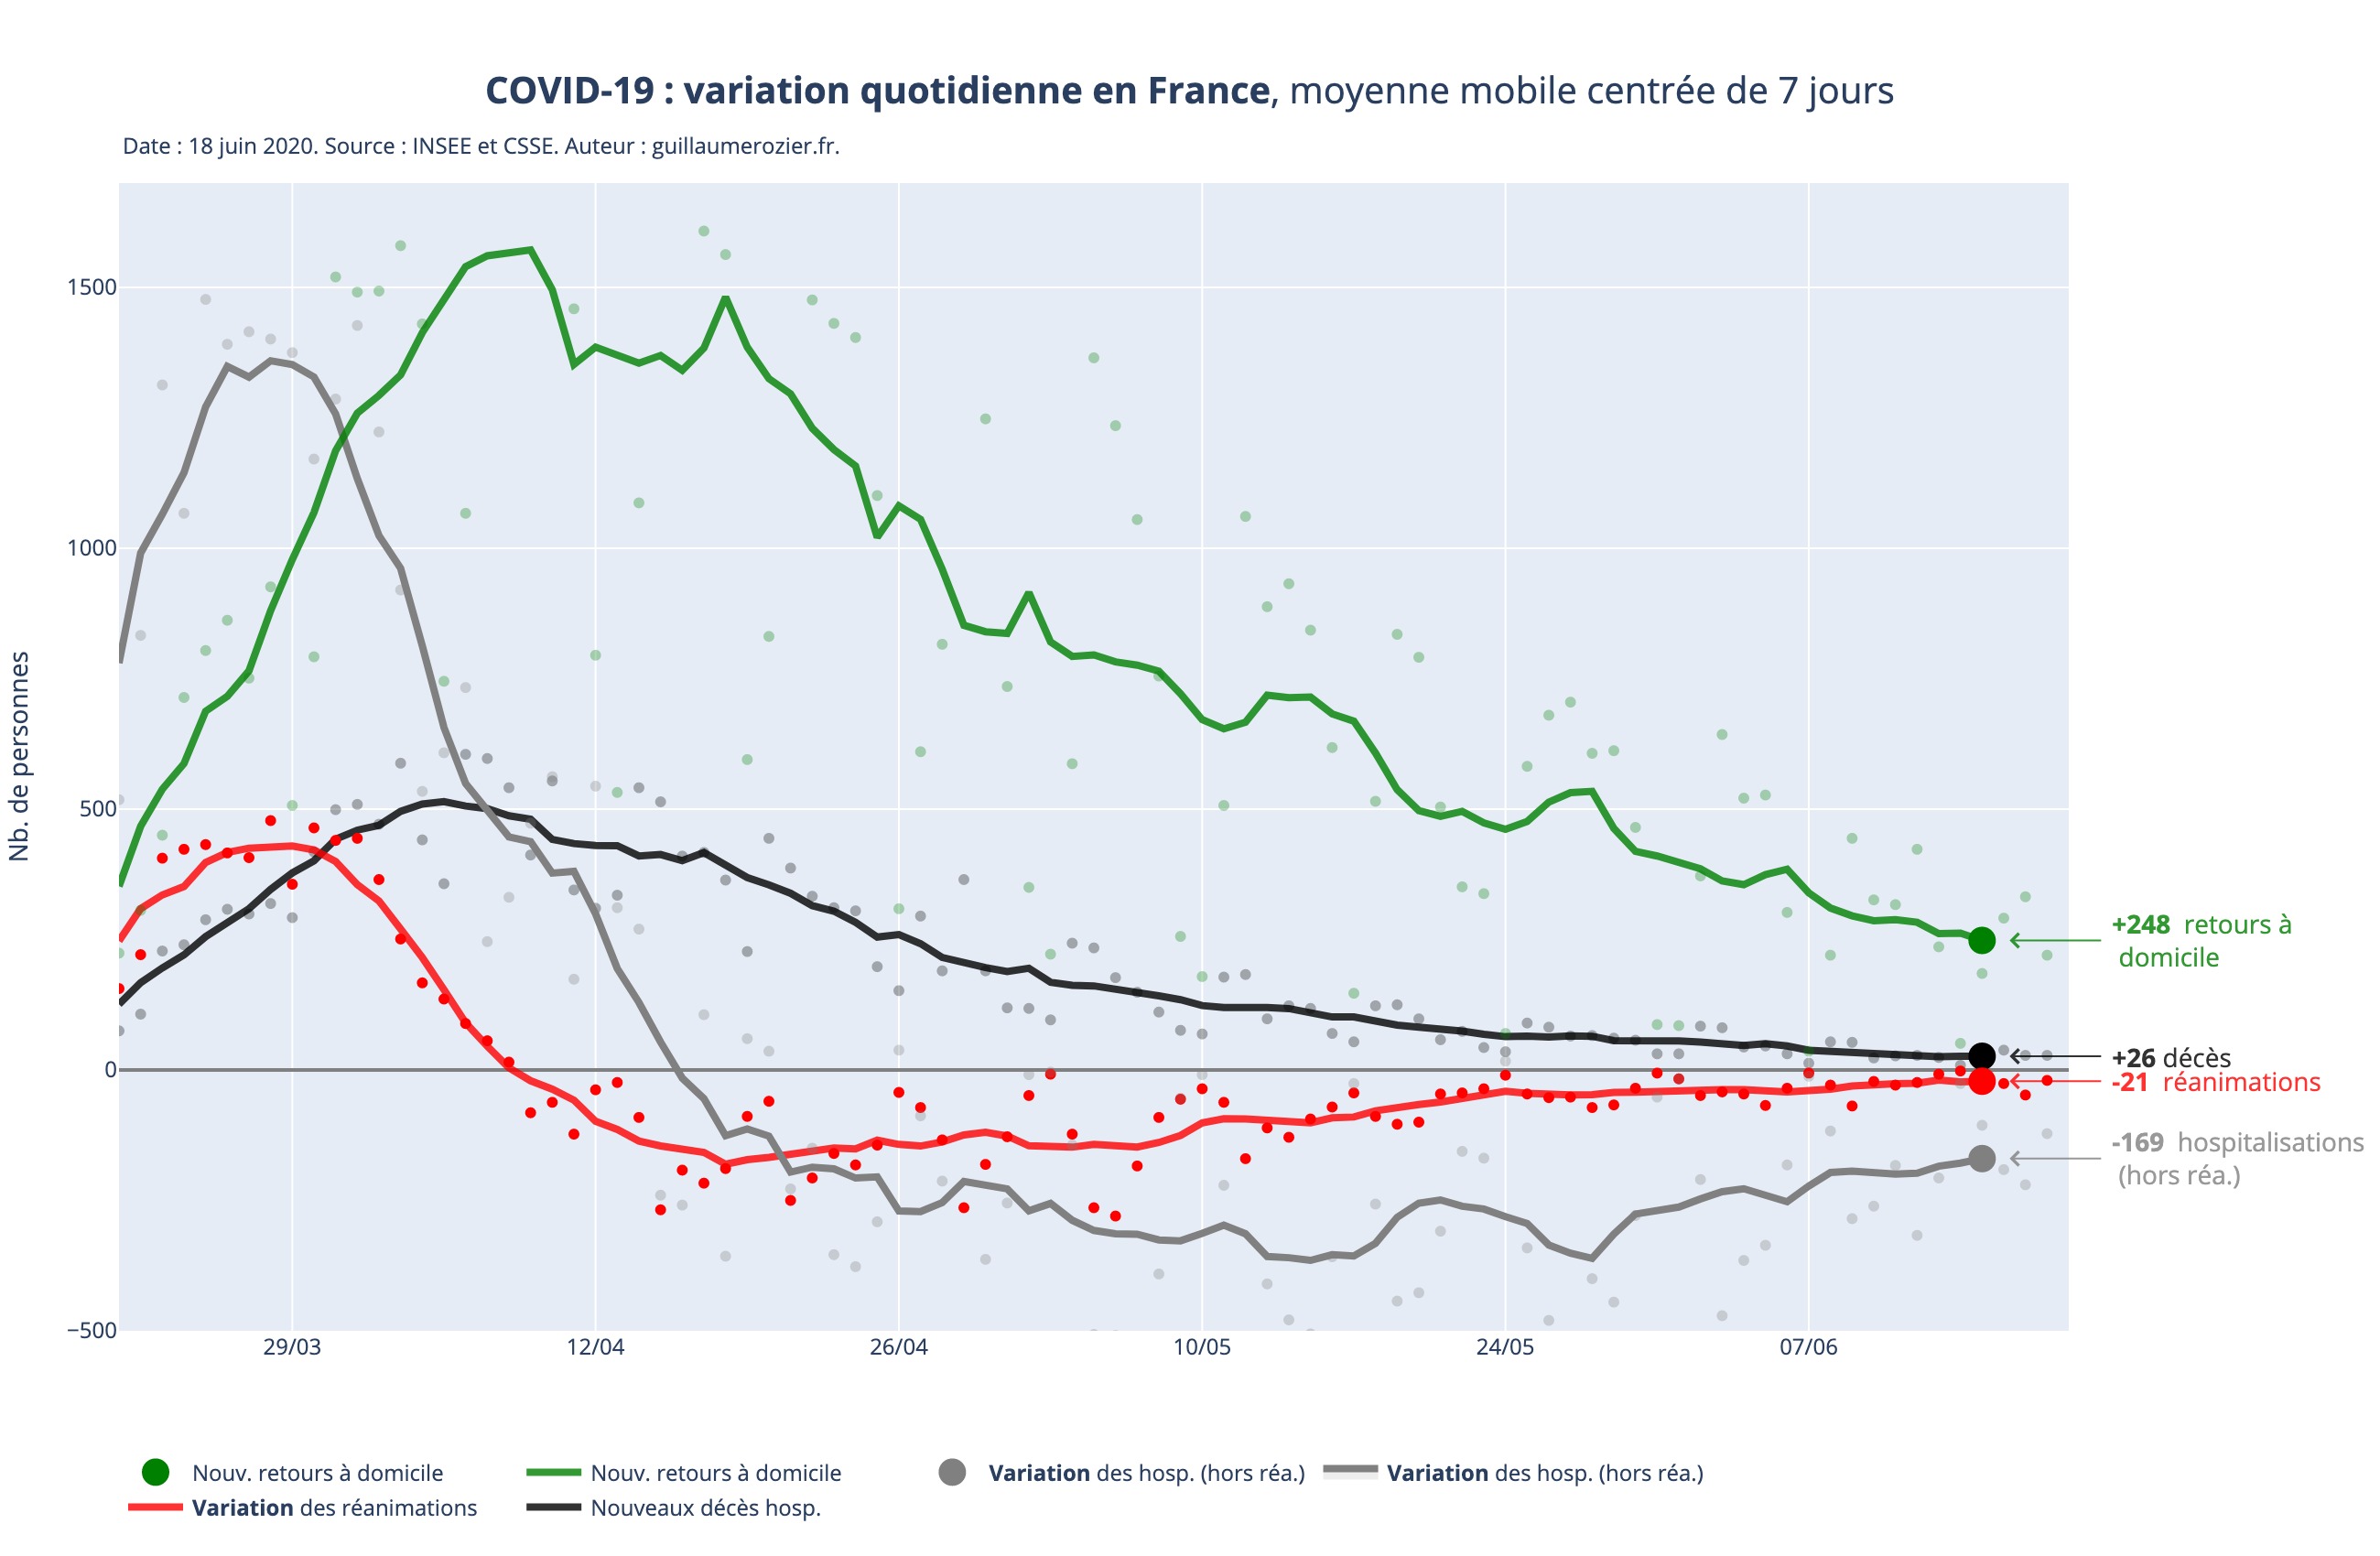 COVID-19 : variation quotidienne en France, moyenne mobile centrée de 7 jours
Date : 18 juin 2020. Source : INSEE et CSSE. Auteur : guillaumerozier.fr.
Nb. de personnes
1500
1000
500
0
−500
29/03
12/04
26/04
10/05
24/05
07/06
+248 retours à
domicile
+26 décès
-21 réanimations
-169 hospitalisations
(hors réa.)
Nouv. retours à domicile
Nouv. retours à domicile
Variation des hosp. (hors réa.)
Variation des hosp. (hors réa.)
Variation des réanimations
Nouveaux décès hosp.